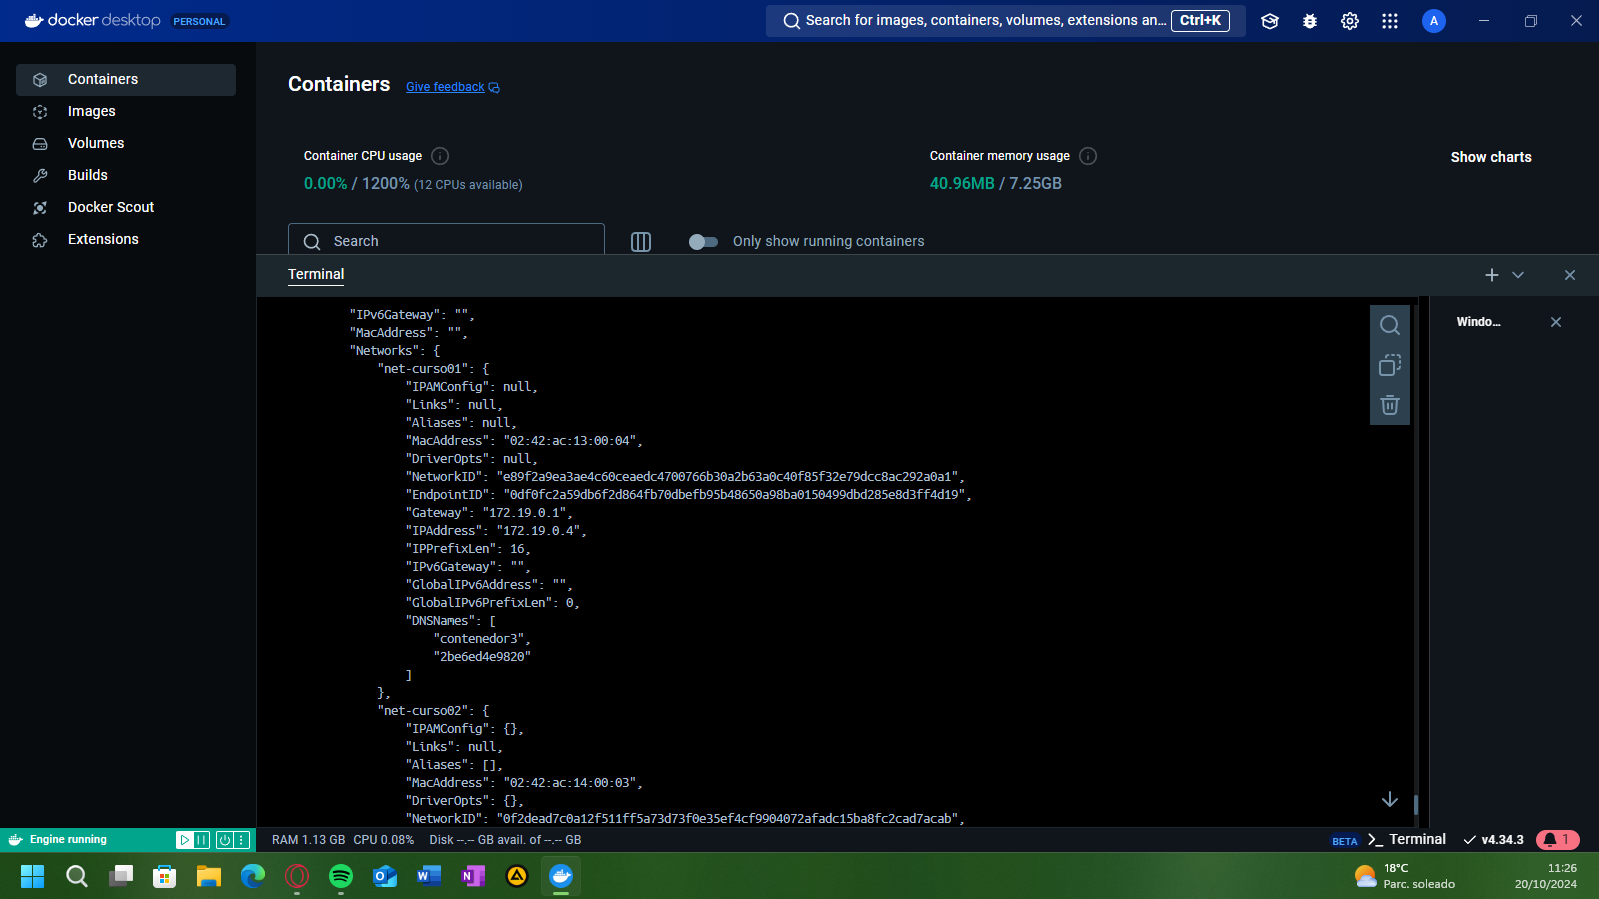 docker desktop PERSONAL
Search for images, containers, volumes, extensions an... Ctrl+K
A
Containers
Images
Volumes
Builds
Docker Scout
Extensions
Containers Give feedback
Container CPU usage
0.00% / 1200% (12 CPUs available)
Container memory usage
40.96MB / 7.25GB
Show charts
Search
Only show running containers
Terminal
Windo...
"IPv6Gateway": "",
"MacAddress": "",
"Networks": {
"net-curso01": {
"IPAMConfig": null,
"Links": null,
"Aliases": null,
"MacAddress": "02:42:ac:13:00:04",
"DriverOpts": null,
"NetworkID": "e89f2a9ea3ae4c60ceaedc4700766b30a2b63a0c40f85f32e79dcc8ac292a0a1",
"EndpointID": "0df0fc2a59db6f2d864fb70dbefb95b48650a98ba0150499dbd285e8d3ff4d19",
"Gateway": "172.19.0.1",
"IPAddress": "172.19.0.4",
"IPPrefixLen": 16,
"IPv6Gateway": "",
"GlobalIPv6Address": "",
"GlobalIPv6PrefixLen": 0,
"DNSNames": [
"contenedor3",
"2be6ed4e9820"
]
},
"net-curso02": {
"IPAMConfig": {},
"Links": null,
"Aliases": [],
"MacAddress": "02:42:ac:14:00:03",
"DriverOpts": {},
"NetworkID": "0f2dead7c0a12f511ff5a73d73f0e35ef4cf9904072afadc15ba8fc2cad7acab",
Engine running
RAM 1.13 GB CPU 0.08% Disk --.-- GB avail. of --.-- GB
BETA >_ Terminal
v4.34.3
1
18°C
Parc. soleado
11:26
20/10/2024